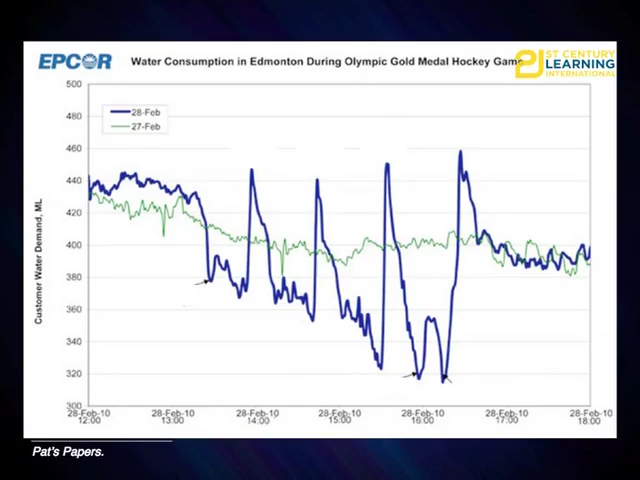 EPCOR
Water Consumption in Edmonton During Olympic Gold Medal Hockey Game
21
ST CENTURY
LEARNING
INTERNATIONAL
500
480
460
440
420
400
380
360
340
320
300
Customer Water Demand, ML
28-Feb
27-Feb
28-Feb-10 28-Feb-10 28-Feb-10 28-Feb-10 28-Feb-10 28-Feb-10 28-Feb-10
12:00 13:00 14:00 15:00 16:00 17:00 18:00
Pat's Papers.